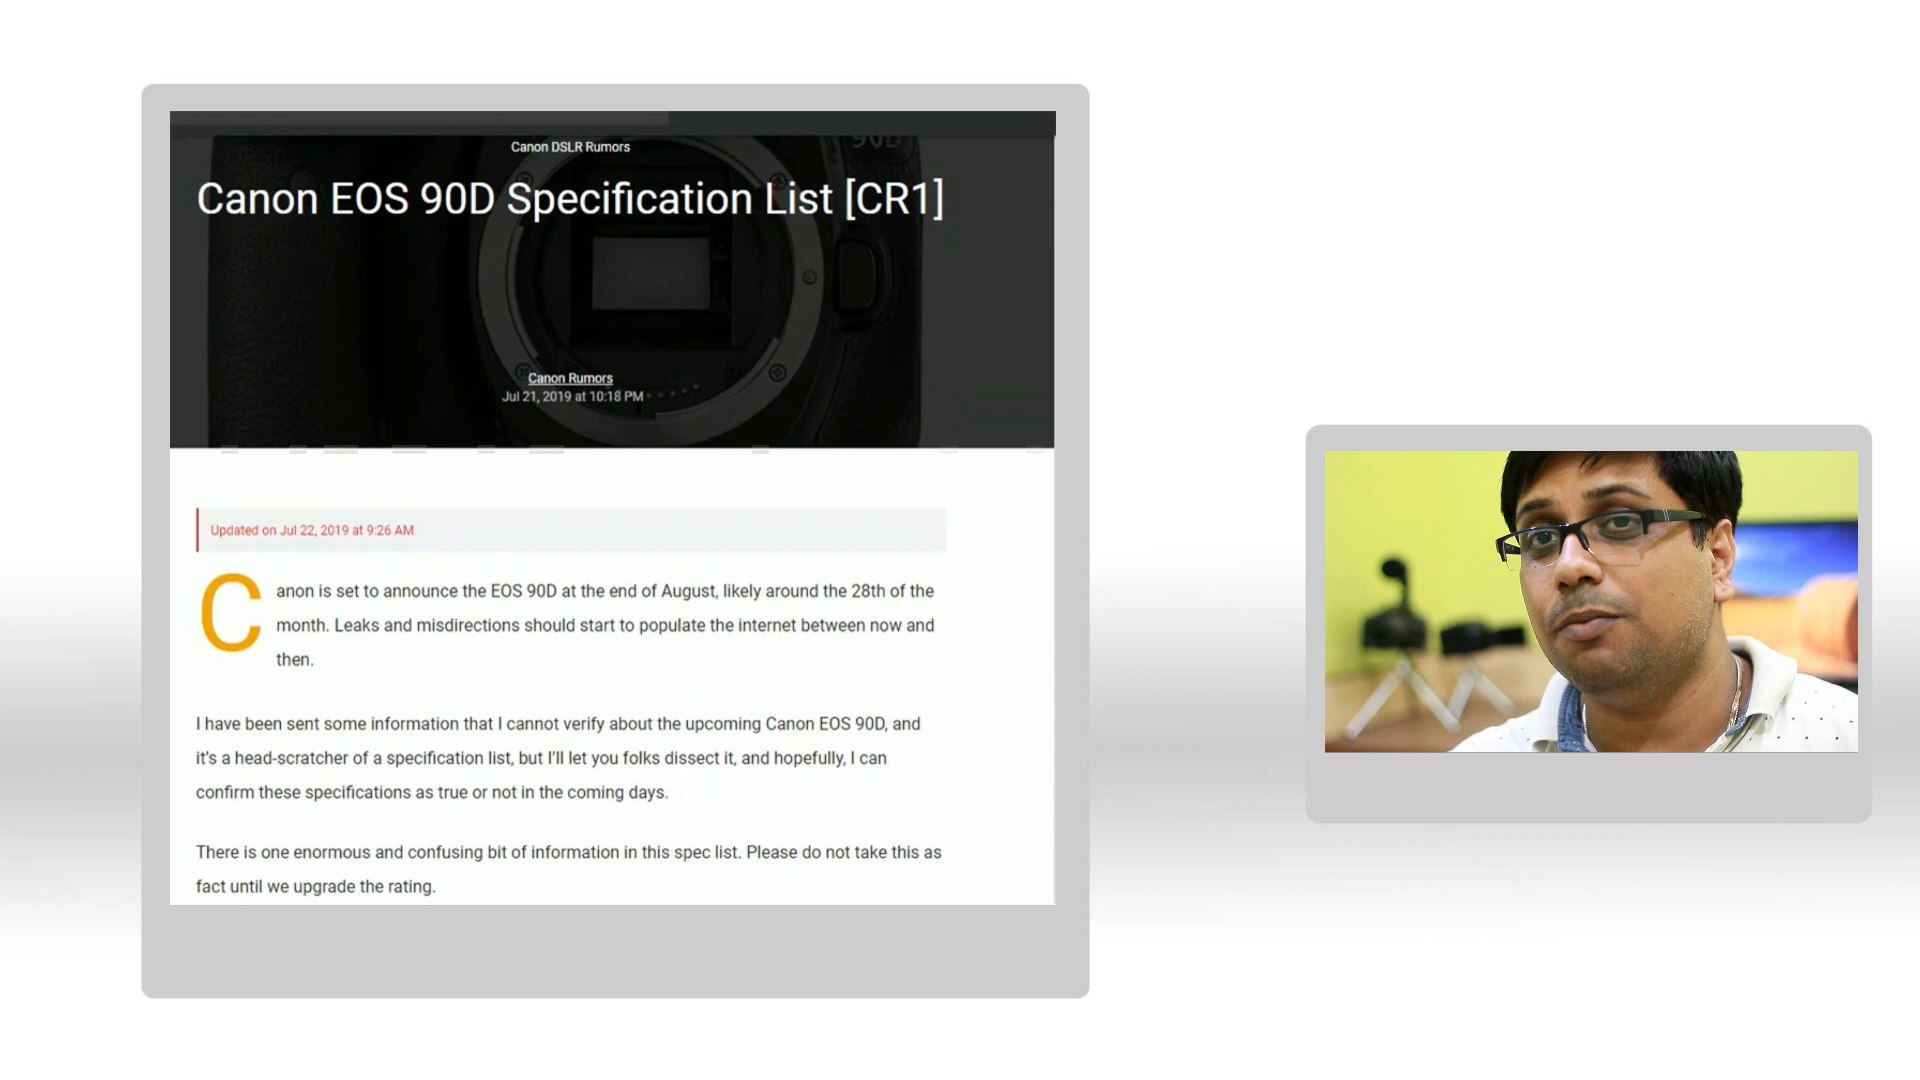 Canon DSLR Rumors
Canon EOS 90D Specification List [CR1]
90D
Canon Rumors
Jul 21, 2019 at 10:18 PM
Updated on Jul 22, 2019 at 9:26 AM
Canon is set to announce the EOS 90D at the end of August, likely around the 28th of the
month. Leaks and misdirections should start to populate the internet between now and
then.
I have been sent some information that I cannot verify about the upcoming Canon EOS 90D, and
it’s a head-scratcher of a specification list, but I’ll let you folks dissect it, and hopefully, I can
confirm these specifications as true or not in the coming days.
There is one enormous and confusing bit of information in this spec list. Please do not take this as
fact until we upgrade the rating.